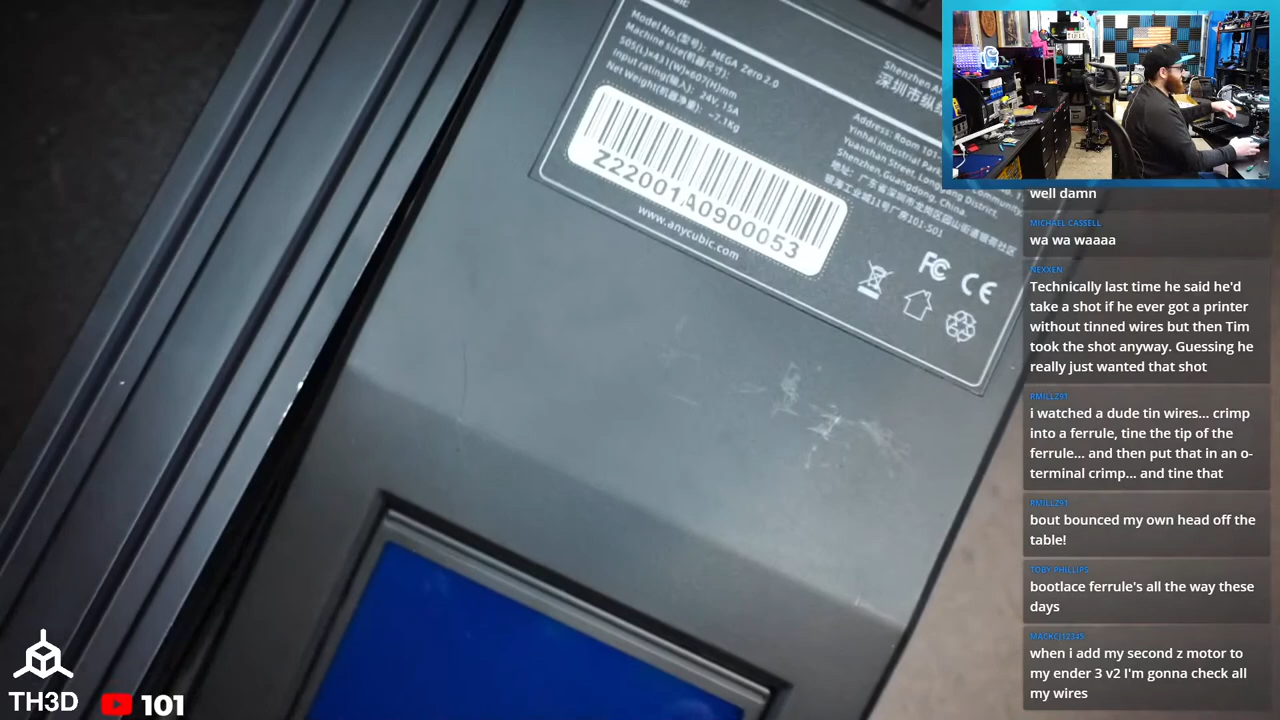 Model No.(型号): MEGA Zero 2.0
Machine size(机器尺寸):
Input rating(输入): 24V, 15A
Net Weight(机器净重): ~7.1Kg
Z22001A0900053
www.anycubic.com
Shenzhen
深圳市纵
Address: Room 101-
Yinhai Industrial Park
Yuanshan Street, Longgang District,
Shenzhen, Guangdong, China.
Community,
FC CE
TH3D
101
well damn
MICHAEL CASSELL
wa wa waaaa
NEXXEN
Technically last time he said he'd
take a shot if he ever got a printer
without tinned wires but then Tim
took the shot anyway. Guessing he
really just wanted that shot
RMILLZ91
i watched a dude tin wires... crimp
into a ferrule, tine the tip of the
ferrule... and then put that in an o-
terminal crimp... and tine that
RMILLZ91
bout bounced my own head off the
table!
TOBY PHILLIPS
bootlace ferrule's all the way these
days
MACKCJ12345
when i add my second z motor to
my ender 3 v2 I'm gonna check all
my wires